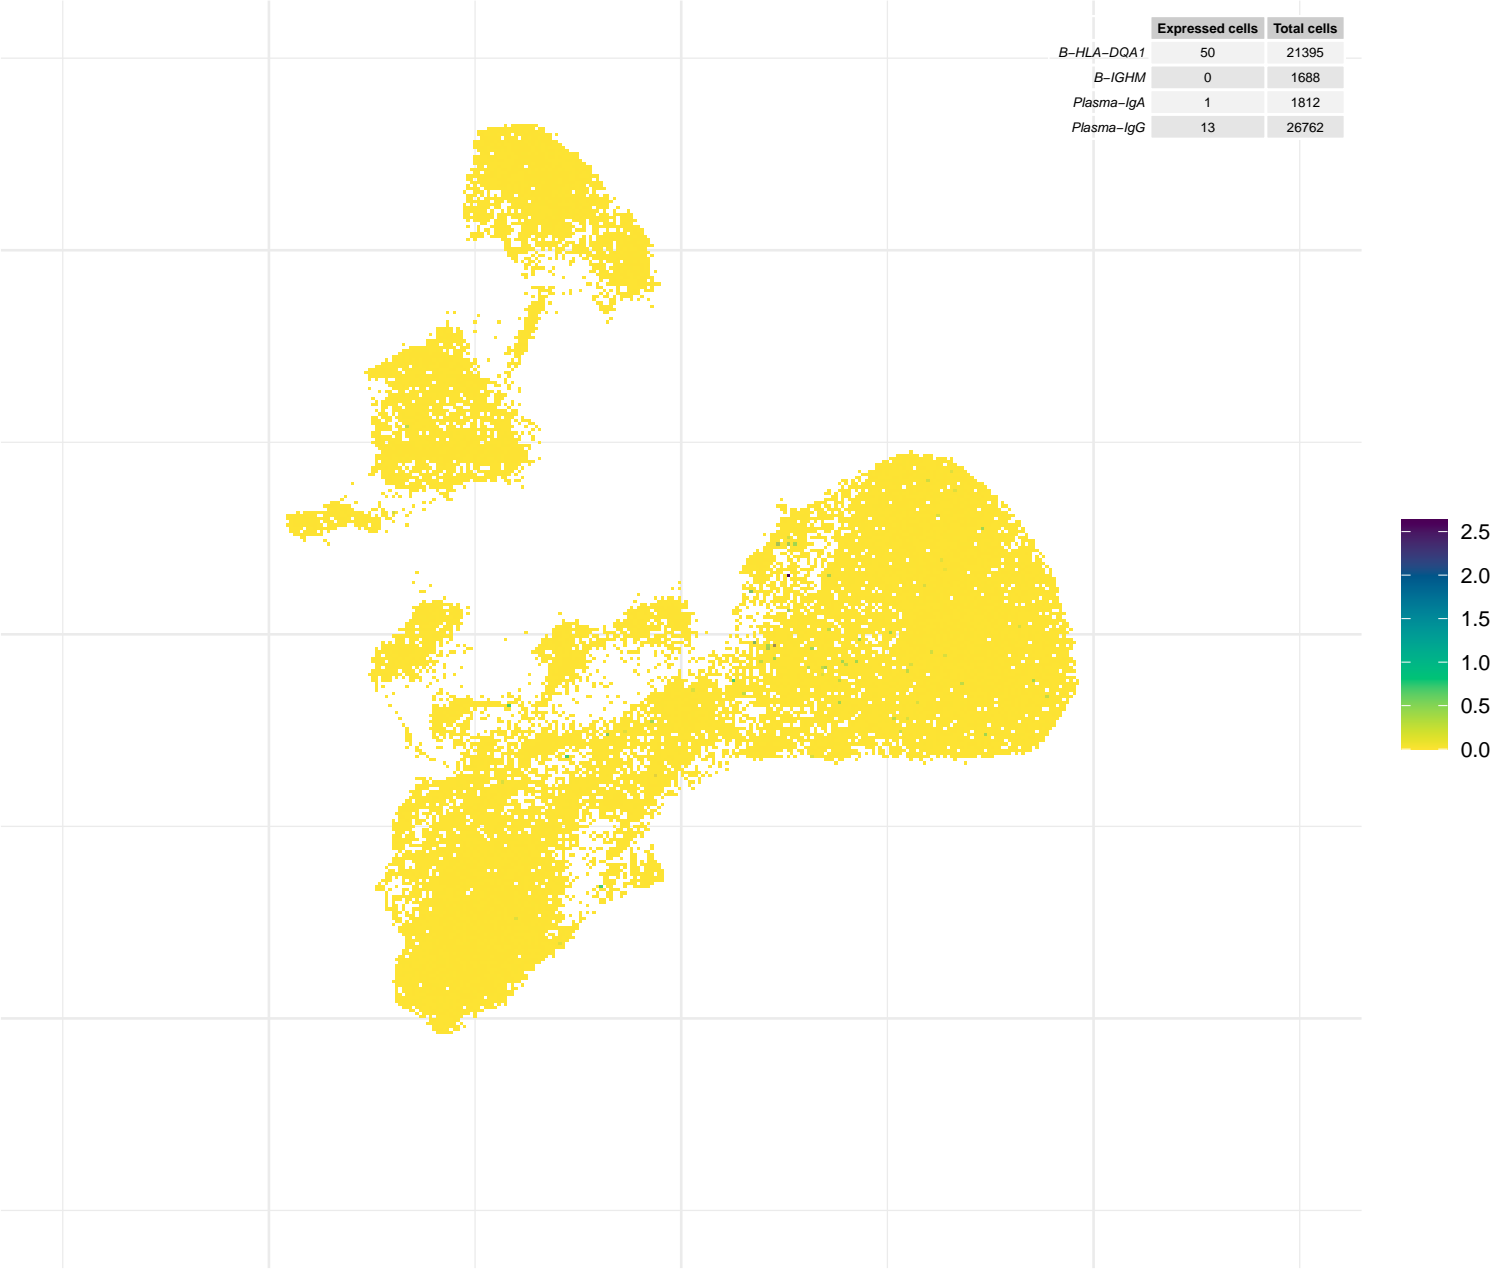 Expressed cells Total cells
B−HLA−DQA1 50 21395
B−IGHM 0 1688
Plasma−IgA 1 1812
Plasma−IgG 13 26762
2.5
2.0
1.5
1.0
0.5
0.0